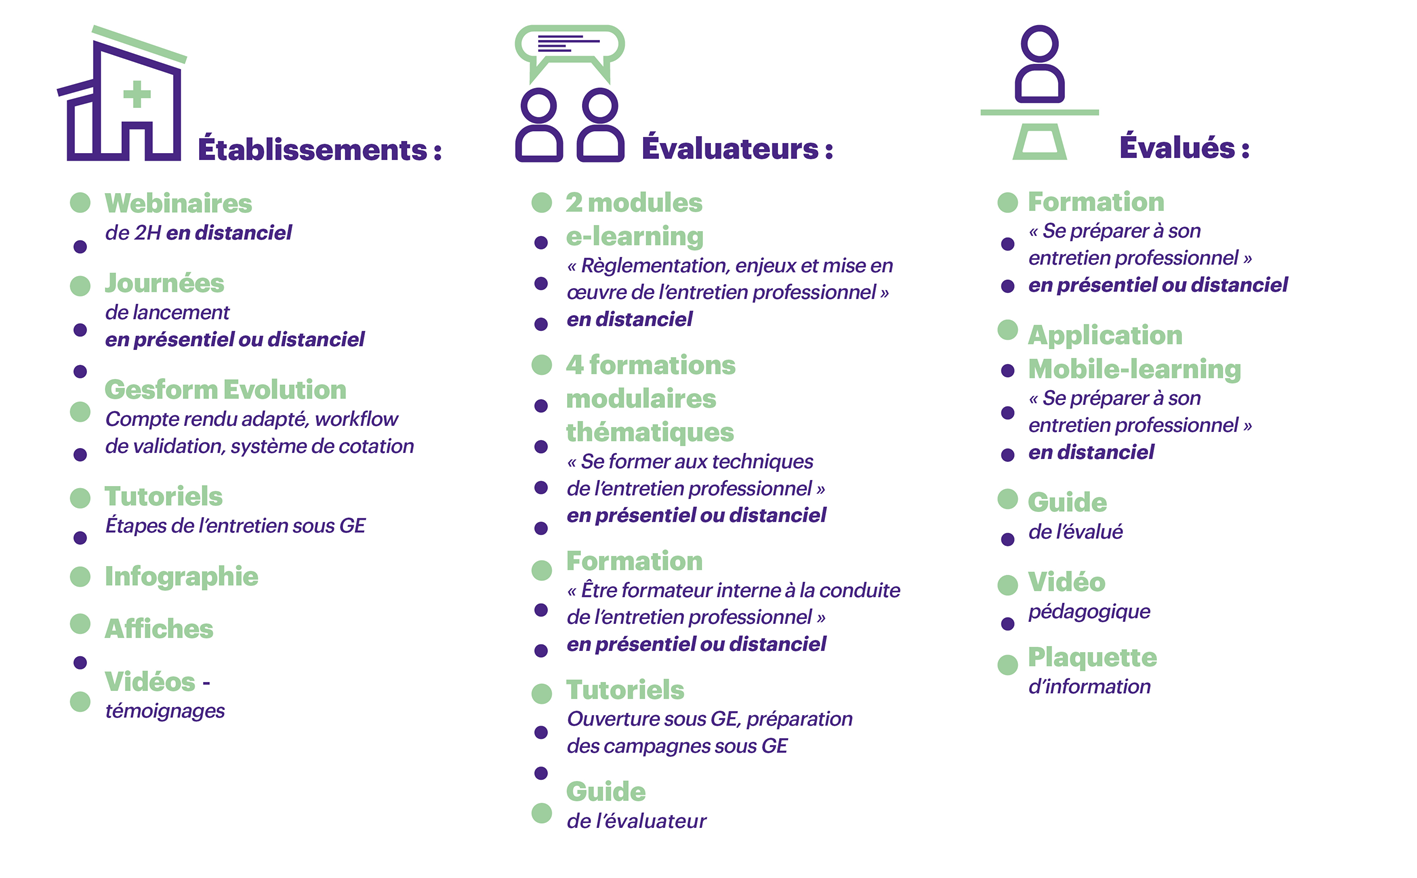 Établissements :
Webinaires
de 2H en distanciel
Journées
de lancement
en présentiel ou distanciel
Gesform Evolution
Compte rendu adapté, workflow
de validation, système de cotation
Tutoriels
Étapes de l’entretien sous GE
Infographie
Affiches
Vidéos -
témoignages
Évaluateurs :
2 modules
e-learning
« Règlementation, enjeux et mise en
œuvre de l’entretien professionnel »
en distanciel
4 formations
modulaires
thématiques
« Se former aux techniques
de l’entretien professionnel »
en présentiel ou distanciel
Formation
« Être formateur interne à la conduite
de l’entretien professionnel »
en présentiel ou distanciel
Tutoriels
Ouverture sous GE, préparation
des campagnes sous GE
Guide
de l’évaluateur
Évalués :
Formation
« Se préparer à son
entretien professionnel »
en présentiel ou distanciel
Application
Mobile-learning
« Se préparer à son
entretien professionnel »
en distanciel
Guide
de l’évalué
Vidéo
pédagogique
Plaquette
d’information